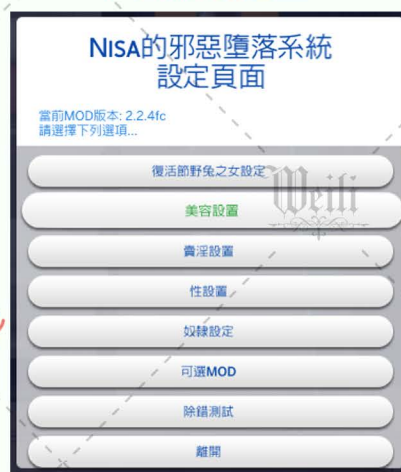 NISA的邪惡墮落系統
設定頁面
當前MOD版本: 2.2.4fc
請選擇下列選項...
復活節野兔之女設定
Weili
美容設置
賣淫設置
性設置
奴隸設定
可選MOD
除錯測試
離開